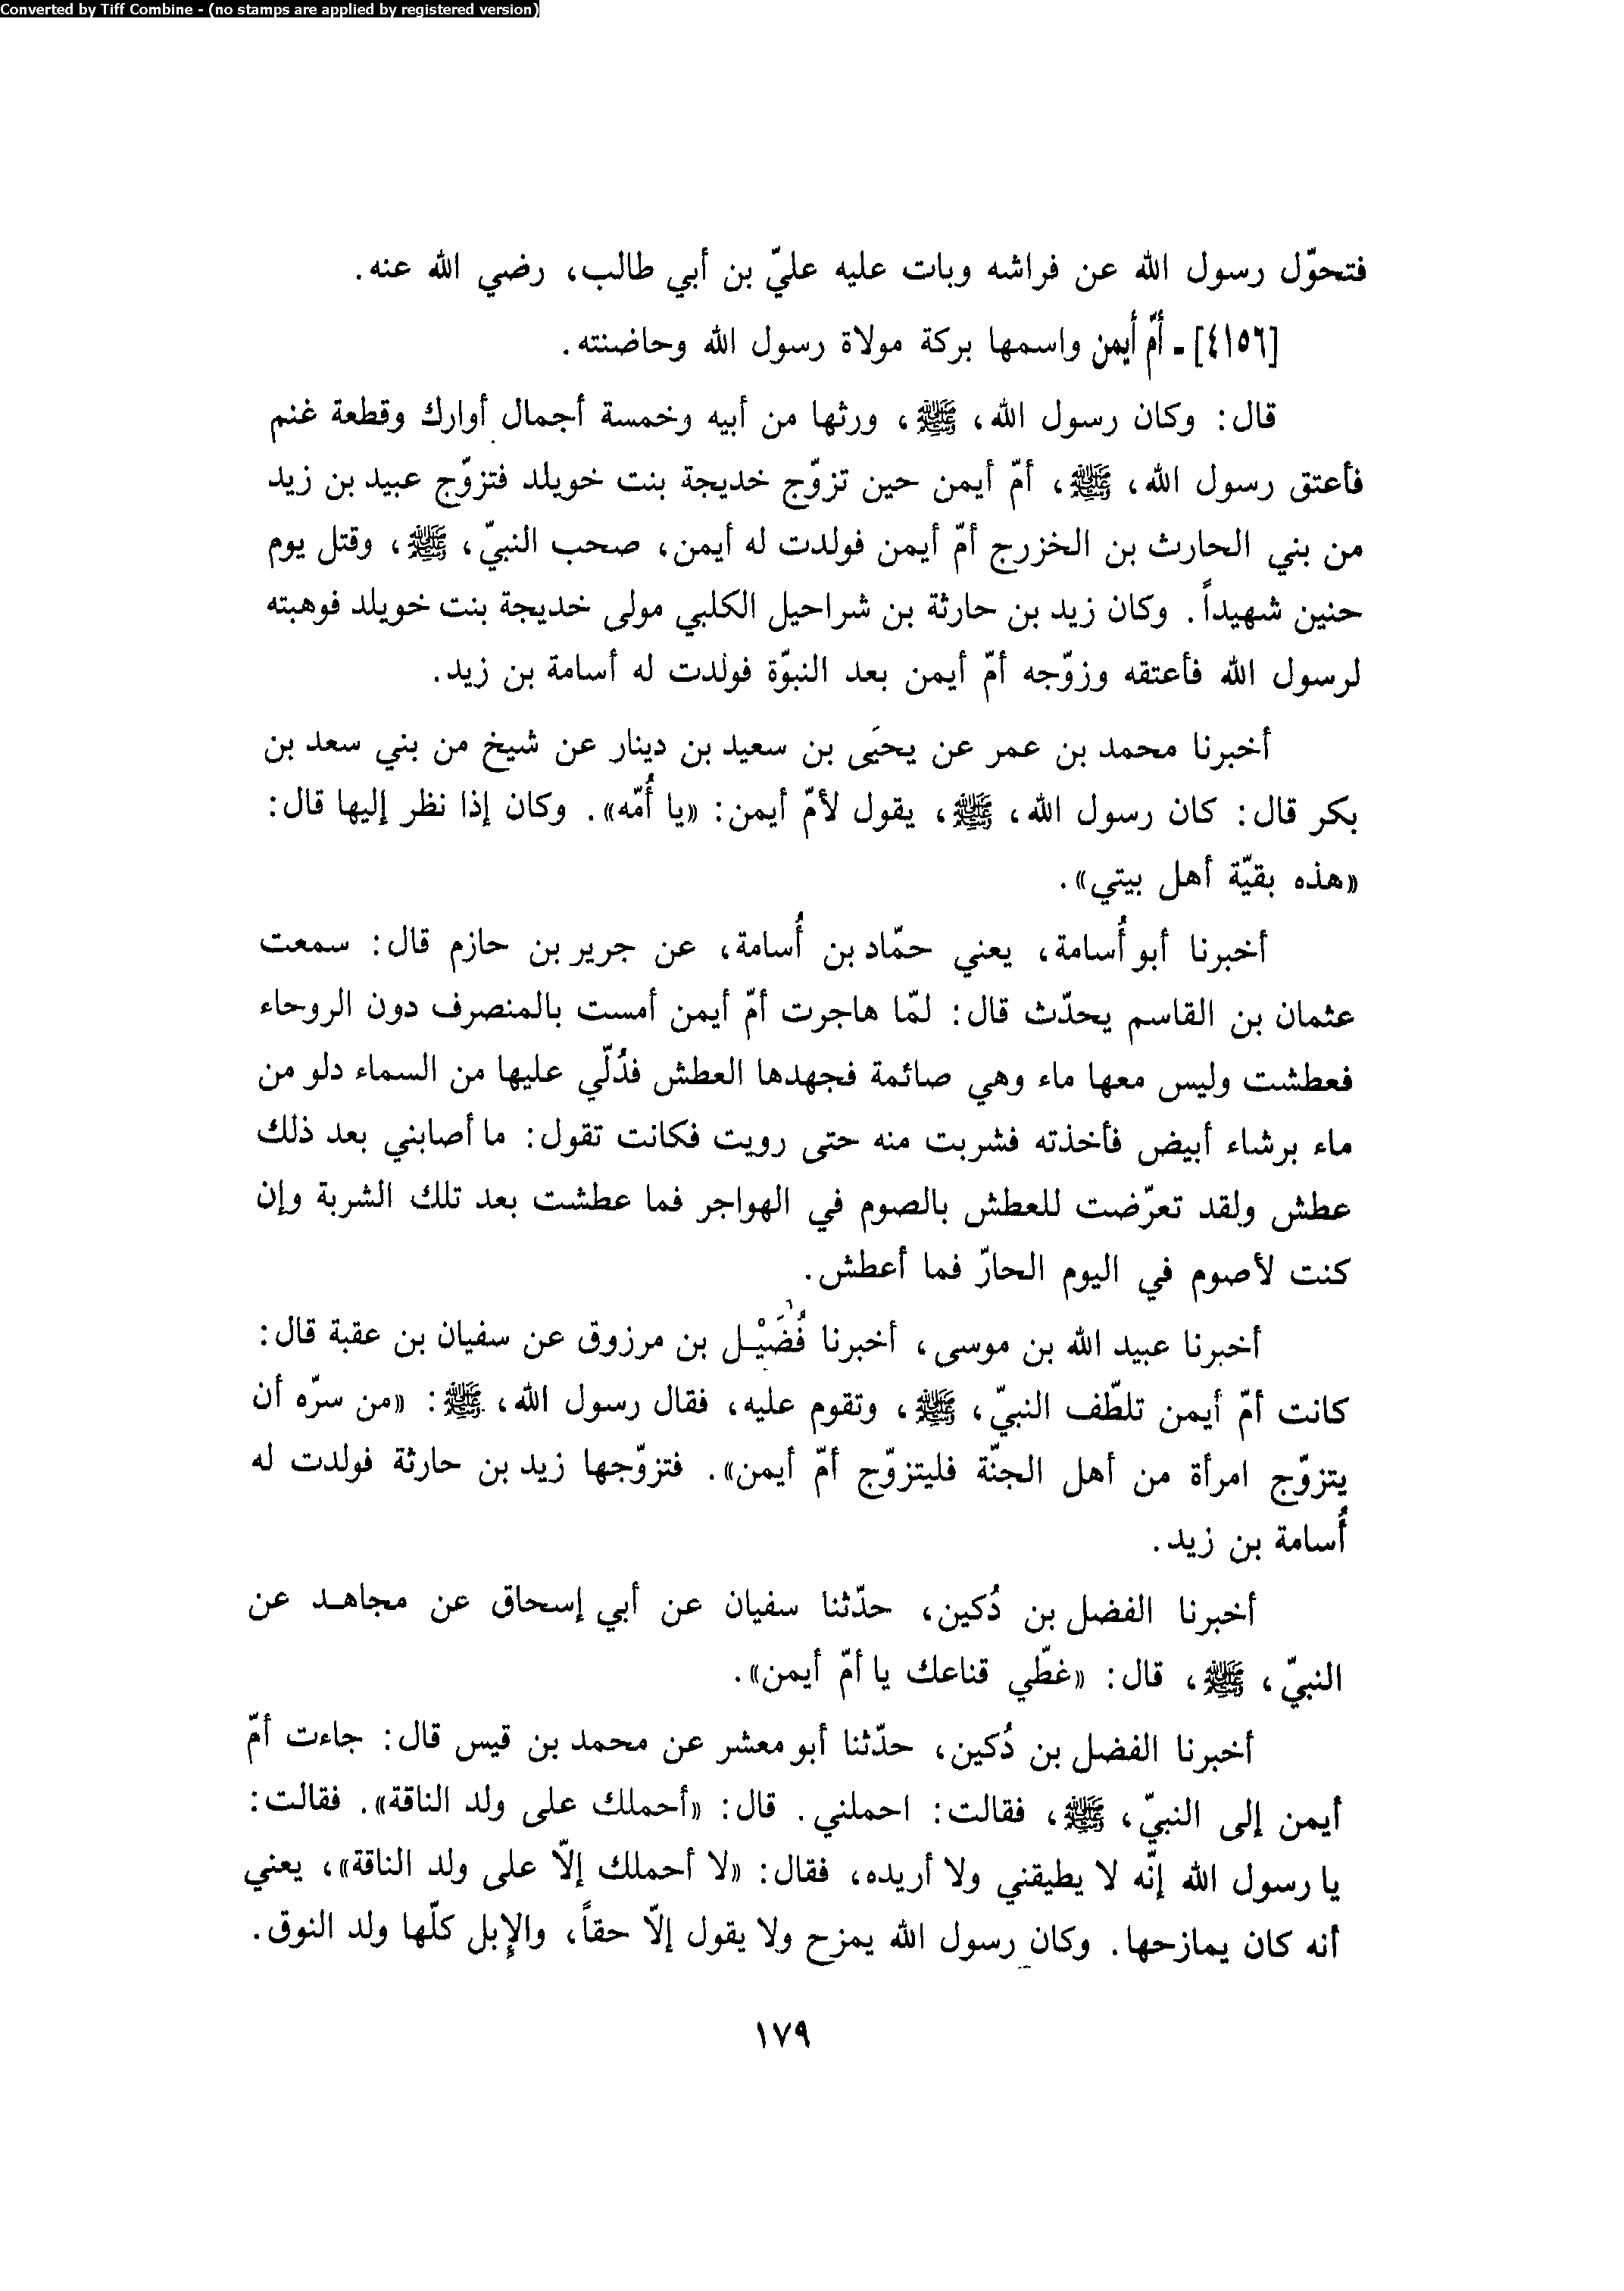 Converted by Tiff Combine - (no stamps are applied by registered version)
فتحوّل رسول الله عن فراشه وبات عليه عليّ بن أبي طالب، رضي الله عنه.
[٤١٥٦] - أُمّ أيمن واسمها بركة مولاة رسول الله وحاضنته.
قال: وكان رسول الله، ﷺ، ورثها من أبيه وخمسة أجمال أوارك وقطعة غنم
فأعتق رسول الله، ﷺ، أمّ أيمن حين تزوّج خديجة بنت خويلد فتزوّج عبيد بن زيد
من بني الحارث بن الخزرج أمّ أيمن فولدت له أيمن، صحب النبيّ، ﷺ، وقتل يوم
حنين شهيداً. وكان زيد بن حارثة بن شراحيل الكلبي مولى خديجة بنت خويلد فوهبته
لرسول الله فأعتقه وزوّجه أمّ أيمن بعد النبوّة فولدت له أسامة بن زيد.
أخبرنا محمد بن عمر عن يحيَى بن سعيد بن دينار عن شيخ من بني سعد بن
بكر قال: كان رسول الله، ﷺ، يقول لأمّ أيمن: «يا أُمّه». وكان إذا نظر إليها قال:
«هذه بقيّة أهل بيتي».
أخبرنا أبو أُسامة، يعني حمّاد بن أُسامة، عن جرير بن حازم قال: سمعت
عثمان بن القاسم يحدّث قال: لمّا هاجرت أمّ أيمن أمست بالمنصرف دون الروحاء
فعطشت وليس معها ماء وهي صائمة فجهدها العطش فدُلّي عليها من السماء دلو من
ماء برشاء أبيض فأخذته فشربت منه حتى رويت فكانت تقول: ما أصابني بعد ذلك
عطش ولقد تعرّضت للعطش بالصوم في الهواجر فما عطشت بعد تلك الشربة وإن
كنت لأصوم في اليوم الحارّ فما أعطش.
أخبرنا عبيد الله بن موسى، أخبرنا فُضَيْل بن مرزوق عن سفيان بن عقبة قال:
كانت أمّ أيمن تلطّف النبيّ، ﷺ، وتقوم عليه، فقال رسول الله، ﷺ: «من سرّه أن
يتزوّج امرأة من أهل الجنّة فليتزوّج أمّ أيمن». فتزوّجها زيد بن حارثة فولدت له
أُسامة بن زيد.
أخبرنا الفضل بن دُكين، حدّثنا سفيان عن أبي إسحاق عن مجاهد عن
النبيّ، ﷺ، قال: «غطّي قناعك يا أمّ أيمن».
أخبرنا الفضل بن دُكين، حدّثنا أبو معشر عن محمد بن قيس قال: جاءت أمّ
أيمن إلى النبيّ، ﷺ، فقالت: احملني. قال: «أحملك على ولد الناقة». فقالت:
يا رسول الله إنّه لا يطيقني ولا أريده، فقال: «لا أحملك إلاّ على ولد الناقة»، يعني
أنه كان يمازحها. وكان رسول الله يمزح ولا يقول إلاّ حقاً، والإبل كلّها ولد النوق.
١٧٩